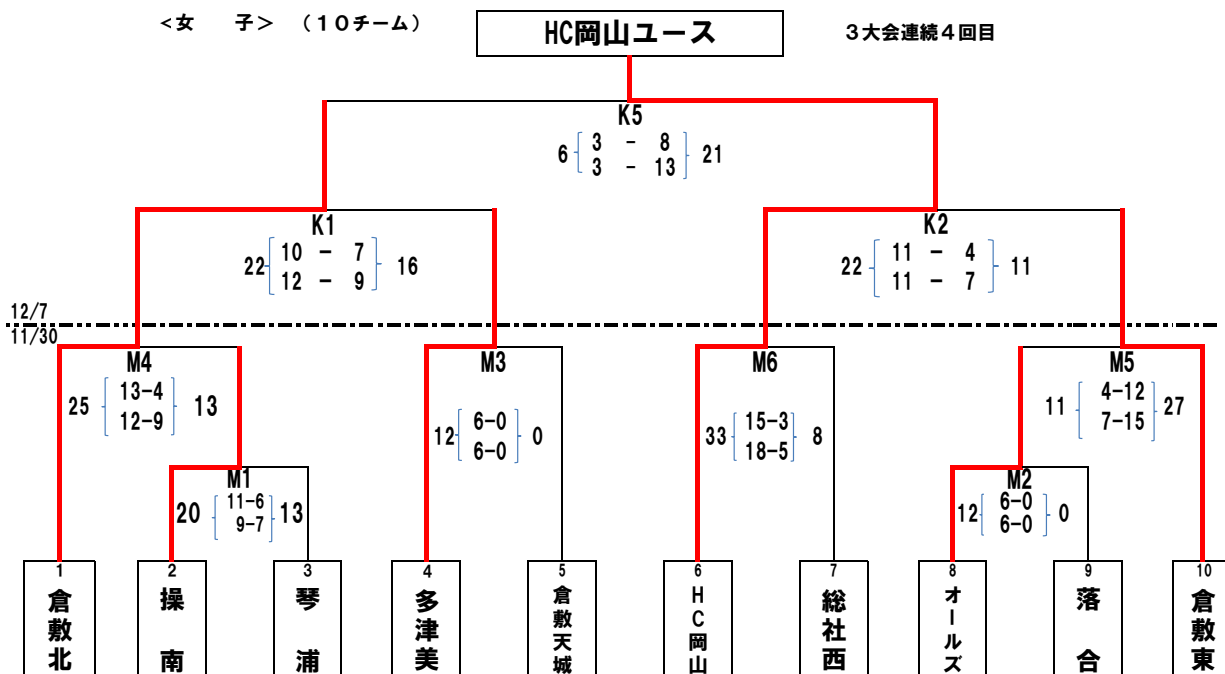 <女　子> （１０チーム）
HC岡山ユース
３大会連続４回目
K5
6 3 - 8 21
3 - 13
K1
22 10 - 7 16
12 - 9
K2
22 11 - 4 11
11 - 7
12/7
11/30
M4
25 13-4 13
12-9
M3
12 6-0 0
6-0
M6
33 15-3 8
18-5
M5
11 4-12 27
7-15
M1
20 11-6 13
9-7
M2
12 6-0 0
6-0
1 2 3 4 5 6 7 8 9 10
倉敷北
操南
琴浦
多津美
倉敷天城
HC岡山
総社西
オールズ
落合
倉敷東